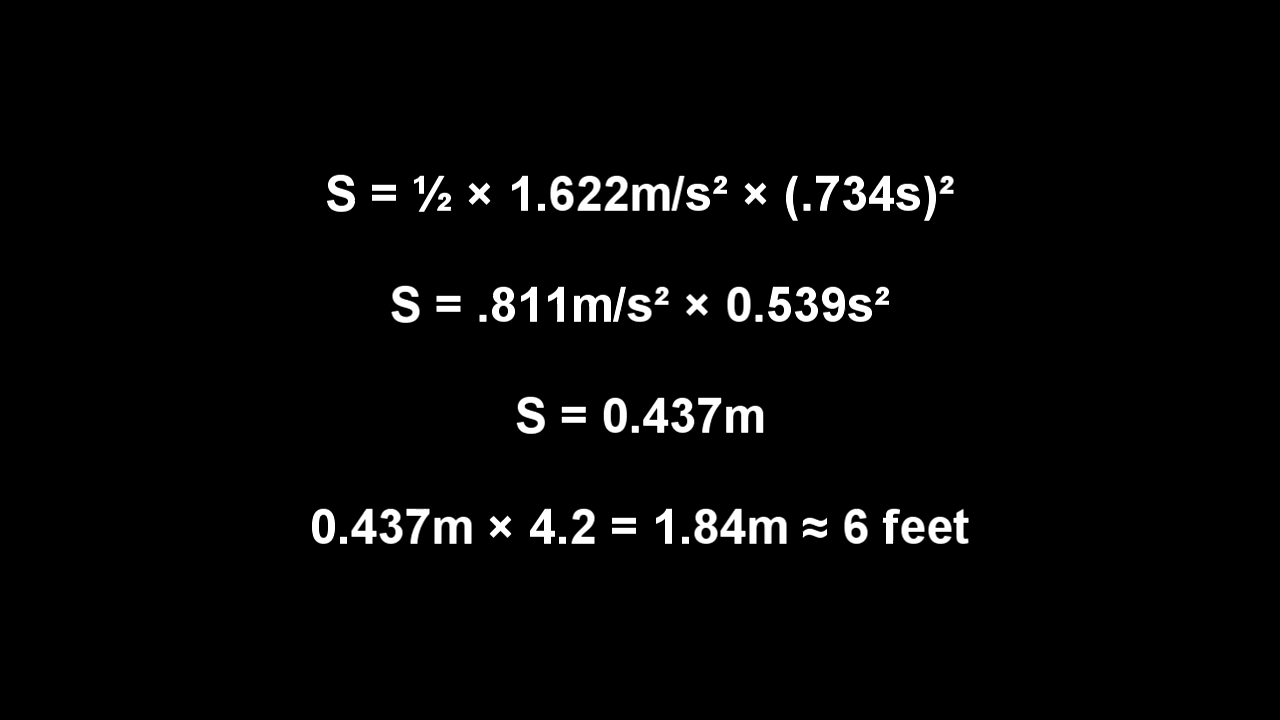 S = ½ × 1.622m/s² × (.734s)²
S = .811m/s² × 0.539s²
S = 0.437m
0.437m × 4.2 = 1.84m ≈ 6 feet